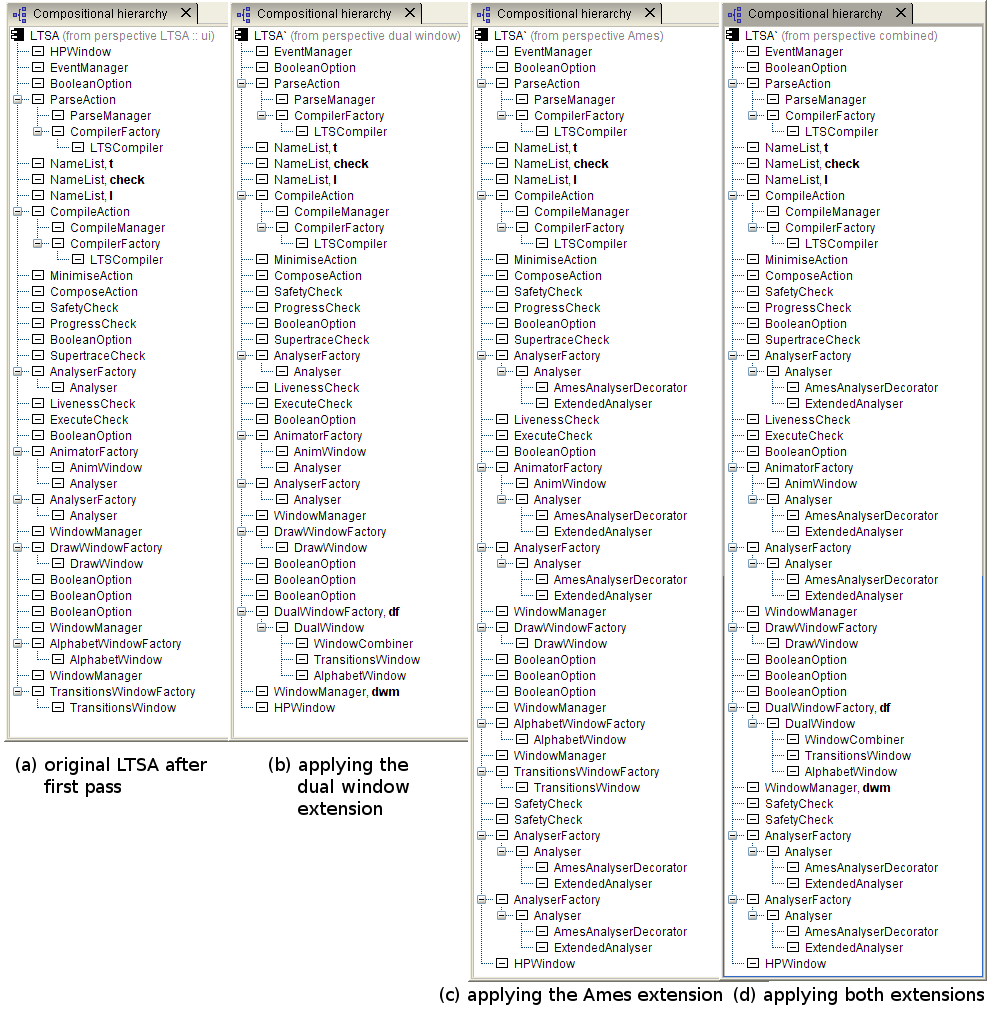 Compositional hierarchy
LTSA (from perspective LTSA :: ui)
HPWindow
EventManager
BooleanOption
ParseAction
ParseManager
CompilerFactory
LTSCompiler
NameList, t
NameList, check
NameList, l
CompileAction
CompileManager
CompilerFactory
LTSCompiler
MinimiseAction
ComposeAction
SafetyCheck
ProgressCheck
BooleanOption
SupertraceCheck
AnalyserFactory
Analyser
LivenessCheck
ExecuteCheck
BooleanOption
AnimatorFactory
AnimWindow
Analyser
AnalyserFactory
Analyser
WindowManager
DrawWindowFactory
DrawWindow
BooleanOption
BooleanOption
BooleanOption
WindowManager
AlphabetWindowFactory
AlphabetWindow
WindowManager
TransitionsWindowFactory
TransitionsWindow
(a) original LTSA after
first pass
Compositional hierarchy
LTSA` (from perspective dual window)
EventManager
BooleanOption
ParseAction
ParseManager
CompilerFactory
LTSCompiler
NameList, t
NameList, check
NameList, l
CompileAction
CompileManager
CompilerFactory
LTSCompiler
MinimiseAction
ComposeAction
SafetyCheck
ProgressCheck
BooleanOption
SupertraceCheck
AnalyserFactory
Analyser
LivenessCheck
ExecuteCheck
BooleanOption
AnimatorFactory
AnimWindow
Analyser
AnalyserFactory
Analyser
WindowManager
DrawWindowFactory
DrawWindow
BooleanOption
BooleanOption
BooleanOption
DualWindowFactory, df
DualWindow
WindowCombiner
TransitionsWindow
AlphabetWindow
WindowManager, dwm
HPWindow
(b) applying the
dual window
extension
Compositional hierarchy
LTSA` (from perspective Ames)
EventManager
BooleanOption
ParseAction
ParseManager
CompilerFactory
LTSCompiler
NameList, t
NameList, check
NameList, l
CompileAction
CompileManager
CompilerFactory
LTSCompiler
MinimiseAction
ComposeAction
SafetyCheck
ProgressCheck
BooleanOption
SupertraceCheck
AnalyserFactory
Analyser
AmesAnalyserDecorator
ExtendedAnalyser
LivenessCheck
ExecuteCheck
BooleanOption
AnimatorFactory
AnimWindow
Analyser
AmesAnalyserDecorator
ExtendedAnalyser
AnalyserFactory
Analyser
AmesAnalyserDecorator
ExtendedAnalyser
WindowManager
DrawWindowFactory
DrawWindow
BooleanOption
BooleanOption
BooleanOption
WindowManager
AlphabetWindowFactory
AlphabetWindow
WindowManager
TransitionsWindowFactory
TransitionsWindow
SafetyCheck
SafetyCheck
AnalyserFactory
Analyser
AmesAnalyserDecorator
ExtendedAnalyser
AnalyserFactory
Analyser
AmesAnalyserDecorator
ExtendedAnalyser
HPWindow
(c) applying the Ames extension
Compositional hierarchy
LTSA` (from perspective combined)
EventManager
BooleanOption
ParseAction
ParseManager
CompilerFactory
LTSCompiler
NameList, t
NameList, check
NameList, l
CompileAction
CompileManager
CompilerFactory
LTSCompiler
MinimiseAction
ComposeAction
SafetyCheck
ProgressCheck
BooleanOption
SupertraceCheck
AnalyserFactory
Analyser
AmesAnalyserDecorator
ExtendedAnalyser
LivenessCheck
ExecuteCheck
BooleanOption
AnimatorFactory
AnimWindow
Analyser
AmesAnalyserDecorator
ExtendedAnalyser
AnalyserFactory
Analyser
AmesAnalyserDecorator
ExtendedAnalyser
WindowManager
DrawWindowFactory
DrawWindow
BooleanOption
BooleanOption
BooleanOption
DualWindowFactory, df
DualWindow
WindowCombiner
TransitionsWindow
AlphabetWindow
WindowManager, dwm
SafetyCheck
SafetyCheck
AnalyserFactory
Analyser
AmesAnalyserDecorator
ExtendedAnalyser
AnalyserFactory
Analyser
AmesAnalyserDecorator
ExtendedAnalyser
HPWindow
(d) applying both extensions